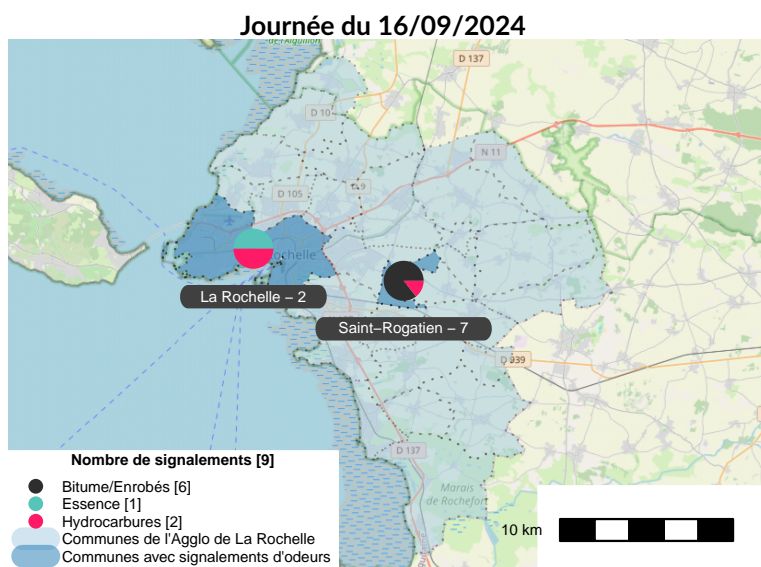 Journée du 16/09/2024
de l'Aiguillon
D 137
D 10
N 11
D 105
D 9
Rochelle
La Rochelle – 2
Saint–Rogatien – 7
D 939
D 137
Marais
de Rochefort
Nombre de signalements [9]
Bitume/Enrobés [6]
Essence [1]
Hydrocarbures [2]
Communes de l'Agglo de La Rochelle
Communes avec signalements d'odeurs
10 km